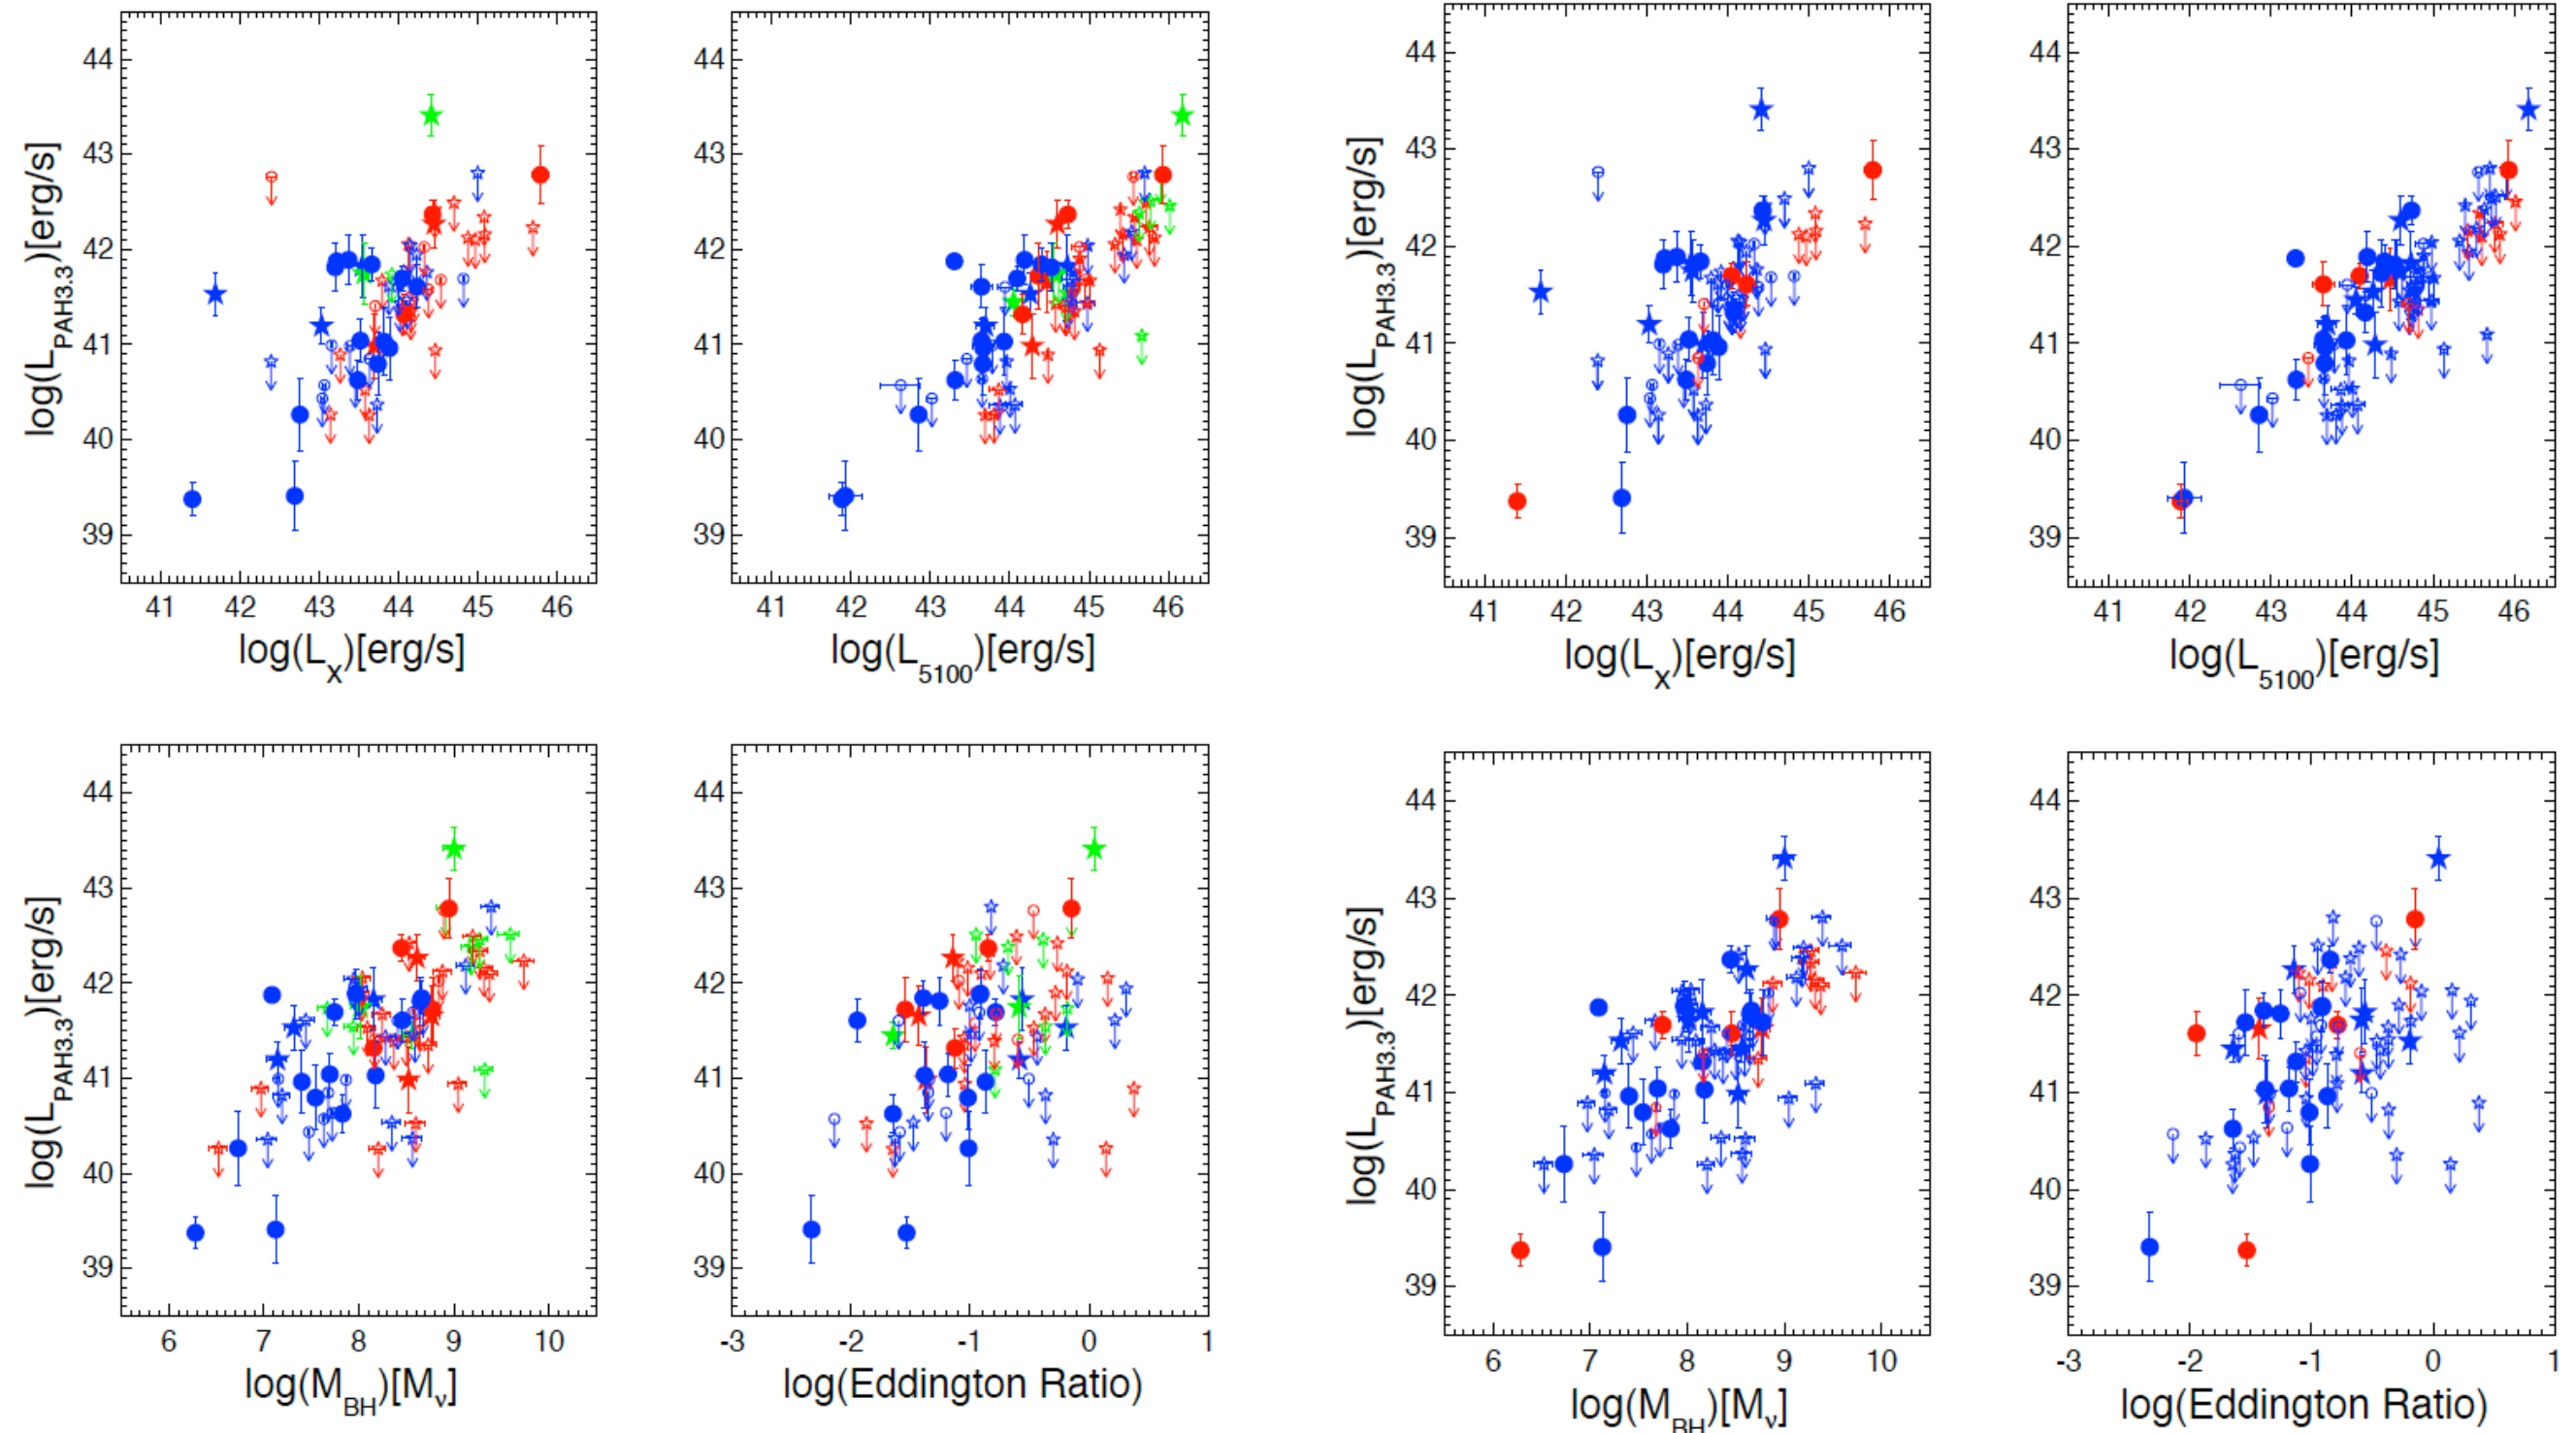 44 44 44 44
43 43 43 43
42 42 42 42
41 41 41 41
40 40 40 40
39 39 39 39
log(L_PAH3.3)[erg/s] log(L_PAH3.3)[erg/s]
41 42 43 44 45 46 41 42 43 44 45 46 41 42 43 44 45 46 41 42 43 44 45 46
log(L_X)[erg/s] log(L_5100)[erg/s] log(L_X)[erg/s] log(L_5100)[erg/s]
44 44 44 44
43 43 43 43
42 42 42 42
41 41 41 41
40 40 40 40
39 39 39 39
log(L_PAH3.3)[erg/s] log(L_PAH3.3)[erg/s]
6 7 8 9 10 -3 -2 -1 0 1 6 7 8 9 10 -3 -2 -1 0 1
log(M_BH)[M_ν] log(Eddington Ratio) log(M_BH)[M_ν] log(Eddington Ratio)